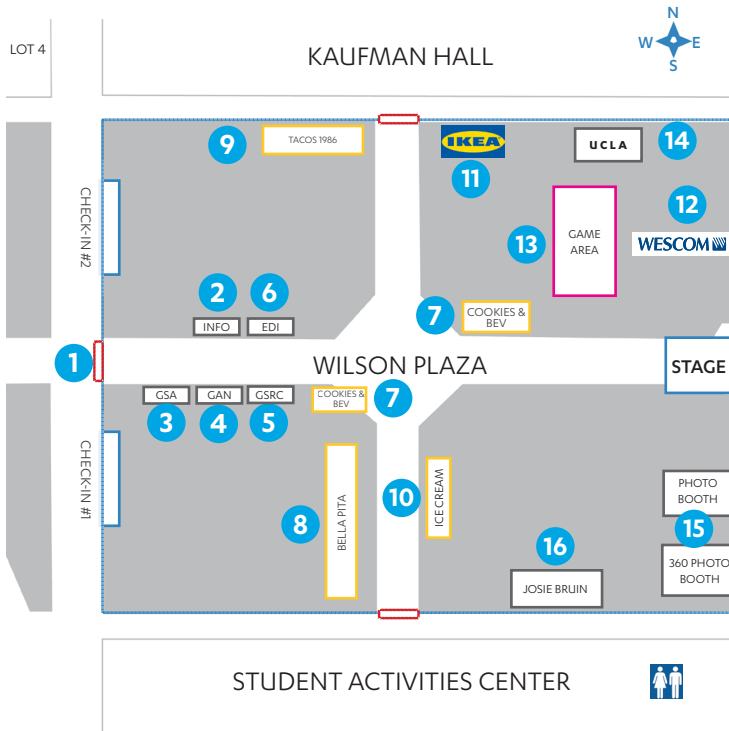 N
W E
S
LOT 4
KAUFMAN HALL
9
TACOS 1986
IKEA
11
UCLA
14
12
WESCOM
13
GAME
AREA
CHECK-IN #2
2
6
INFO
EDI
7
COOKIES &
BEV
1
WILSON PLAZA
STAGE
GSA
GAN
GSRC
COOKIES &
BEV
7
3
4
5
CHECK-IN #1
8
BELLA PITA
10
ICE CREAM
PHOTO
BOOTH
15
360 PHOTO
BOOTH
16
JOSIE BRUIN
STUDENT ACTIVITIES CENTER